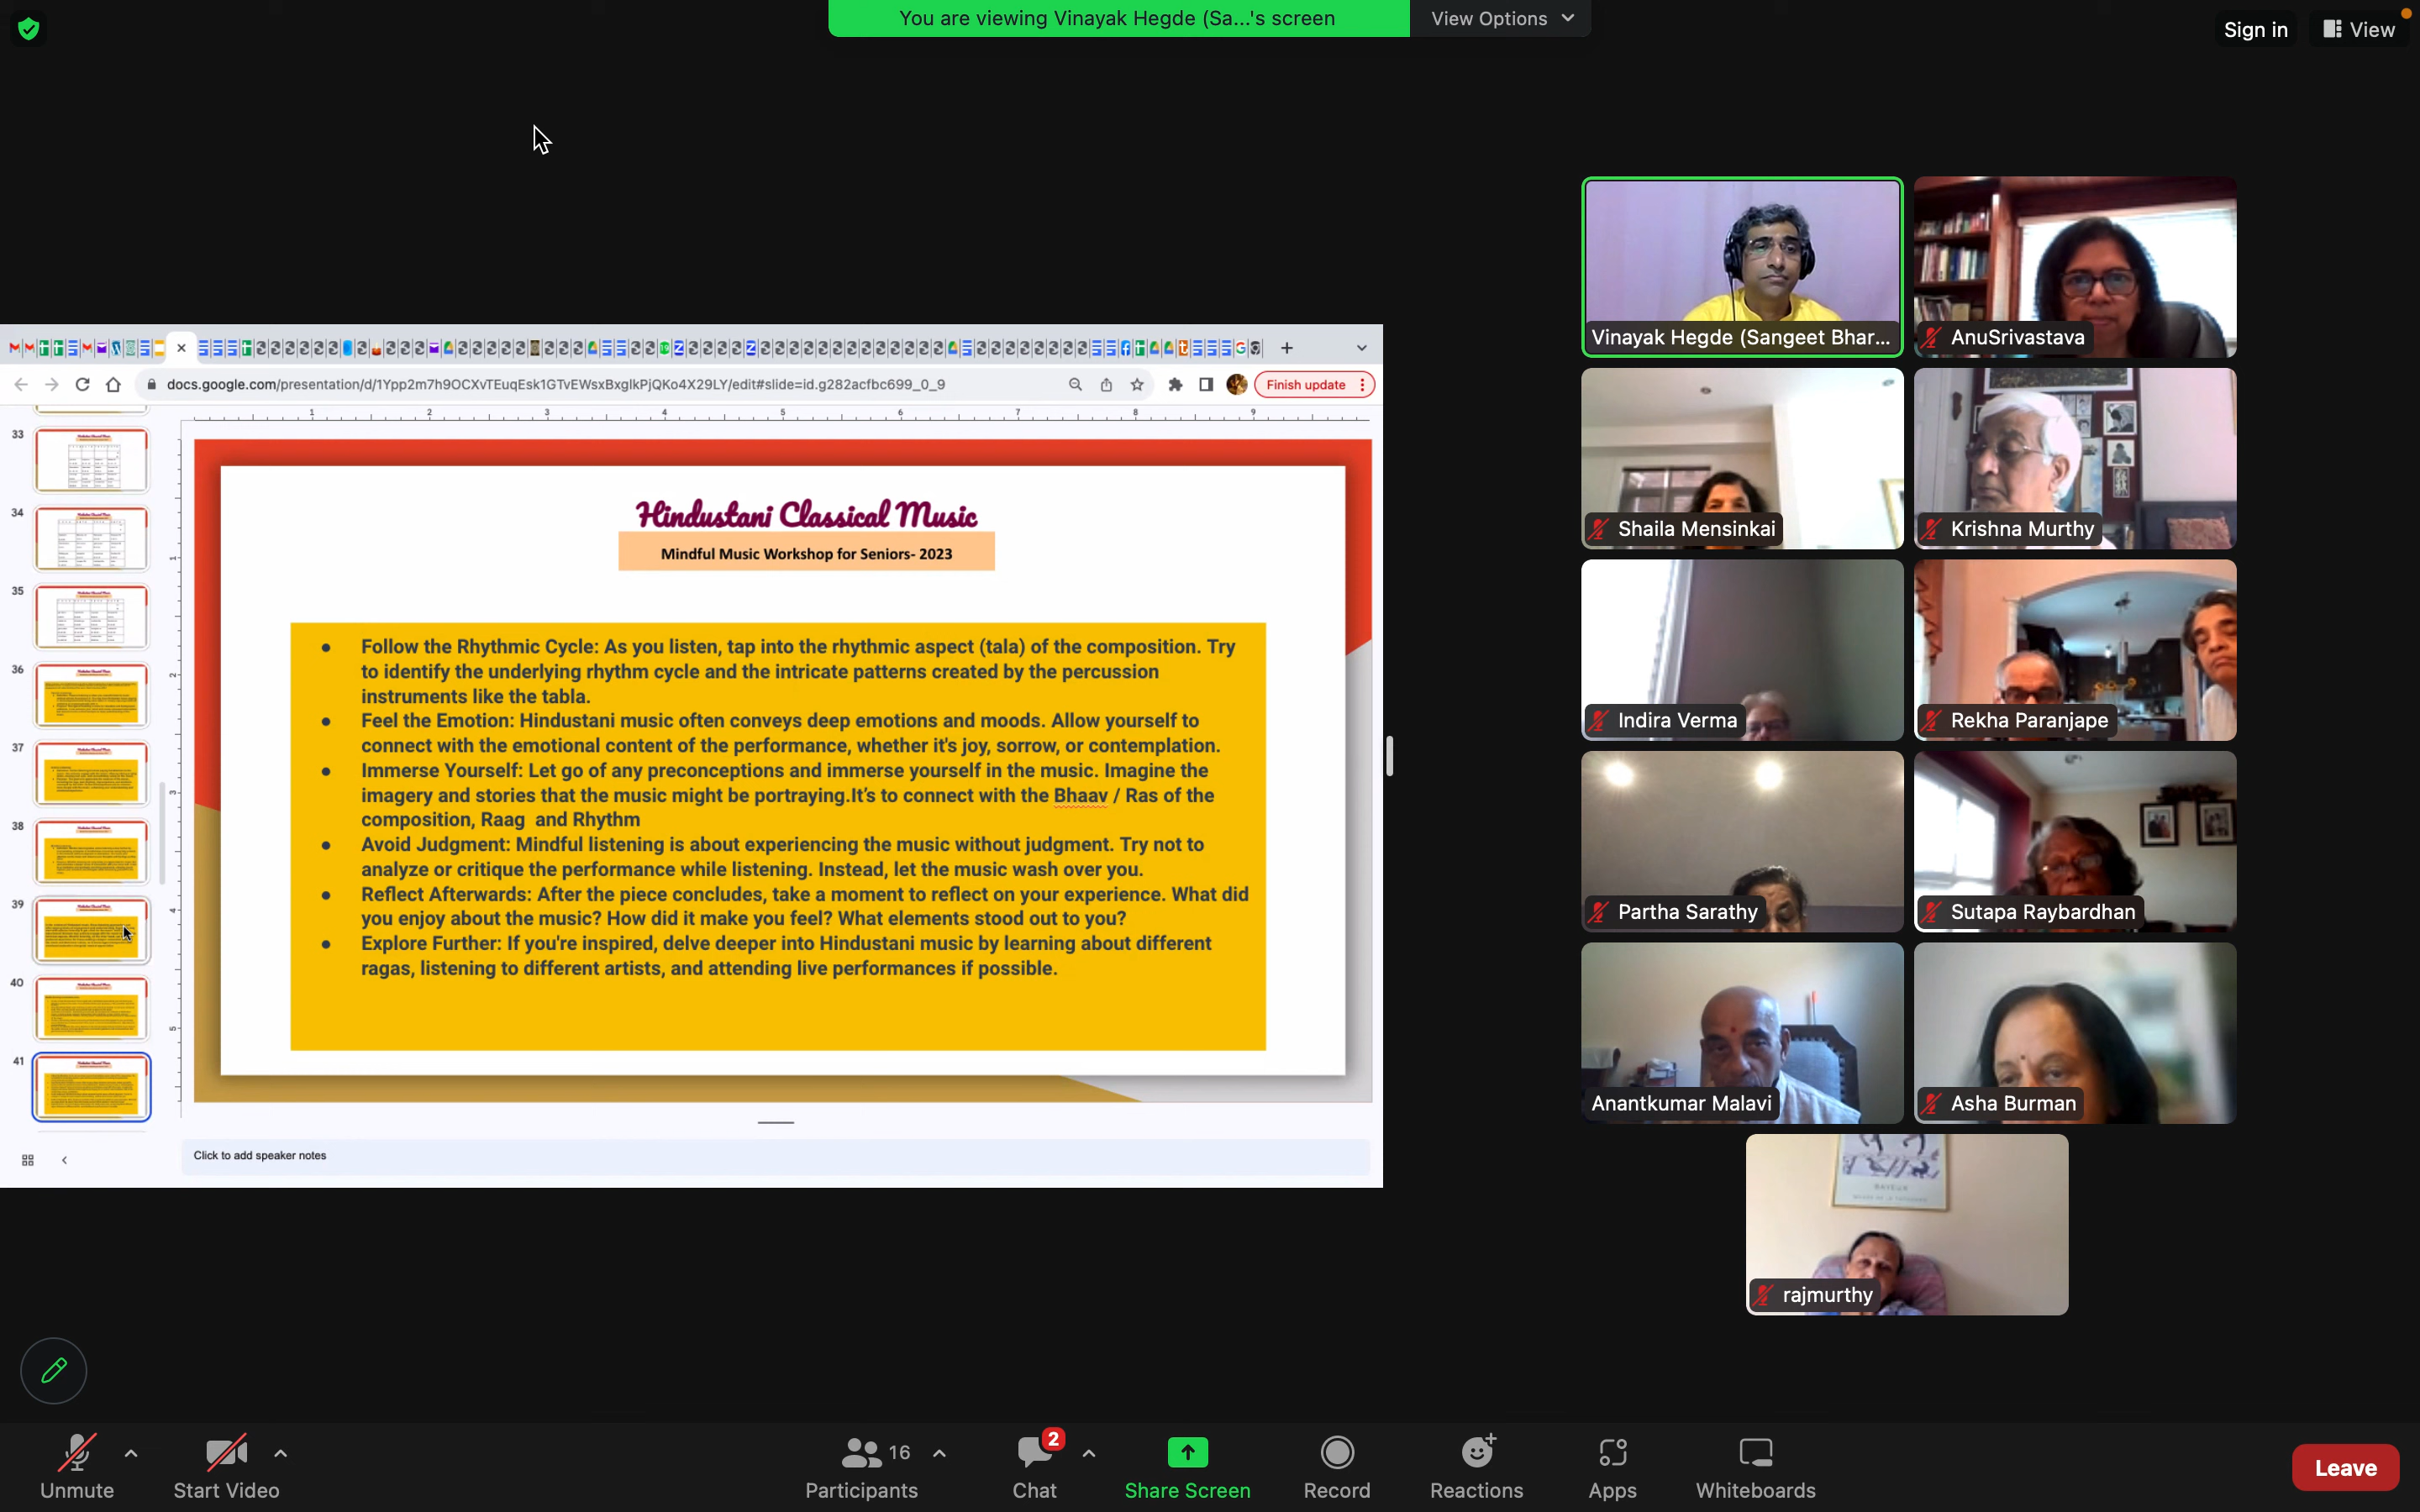 You are viewing Vinayak Hegde (Sa...'s screen
View Options
Sign in
View
docs.google.com/presentation/d/1Ypp2m7h9OCXvTEuqEsk1GTvEWsxBxglkPjQKo4X29LY/edit#slide=id.g282acfbc699_0_9
Finish update
1 2 3 4 5 6 7 8 9
33
34
35
36
37
38
39
40
41
1
2
3
4
5
Hindustani Classical Music
Mindful Music Workshop for Seniors- 2023
● Follow the Rhythmic Cycle: As you listen, tap into the rhythmic aspect (tala) of the composition. Try
to identify the underlying rhythm cycle and the intricate patterns created by the percussion
instruments like the tabla.
● Feel the Emotion: Hindustani music often conveys deep emotions and moods. Allow yourself to
connect with the emotional content of the performance, whether it's joy, sorrow, or contemplation.
● Immerse Yourself: Let go of any preconceptions and immerse yourself in the music. Imagine the
imagery and stories that the music might be portraying.It's to connect with the Bhaav / Ras of the
composition, Raag  and Rhythm
● Avoid Judgment: Mindful listening is about experiencing the music without judgment. Try not to
analyze or critique the performance while listening. Instead, let the music wash over you.
● Reflect Afterwards: After the piece concludes, take a moment to reflect on your experience. What did
you enjoy about the music? How did it make you feel? What elements stood out to you?
● Explore Further: If you're inspired, delve deeper into Hindustani music by learning about different
ragas, listening to different artists, and attending live performances if possible.
Click to add speaker notes
Vinayak Hegde (Sangeet Bhar...
AnuSrivastava
Shaila Mensinkai
Krishna Murthy
Indira Verma
Rekha Paranjape
Partha Sarathy
Sutapa Raybardhan
Anantkumar Malavi
Asha Burman
rajmurthy
Unmute
Start Video
16
Participants
2
Chat
Share Screen
Record
Reactions
Apps
Whiteboards
Leave